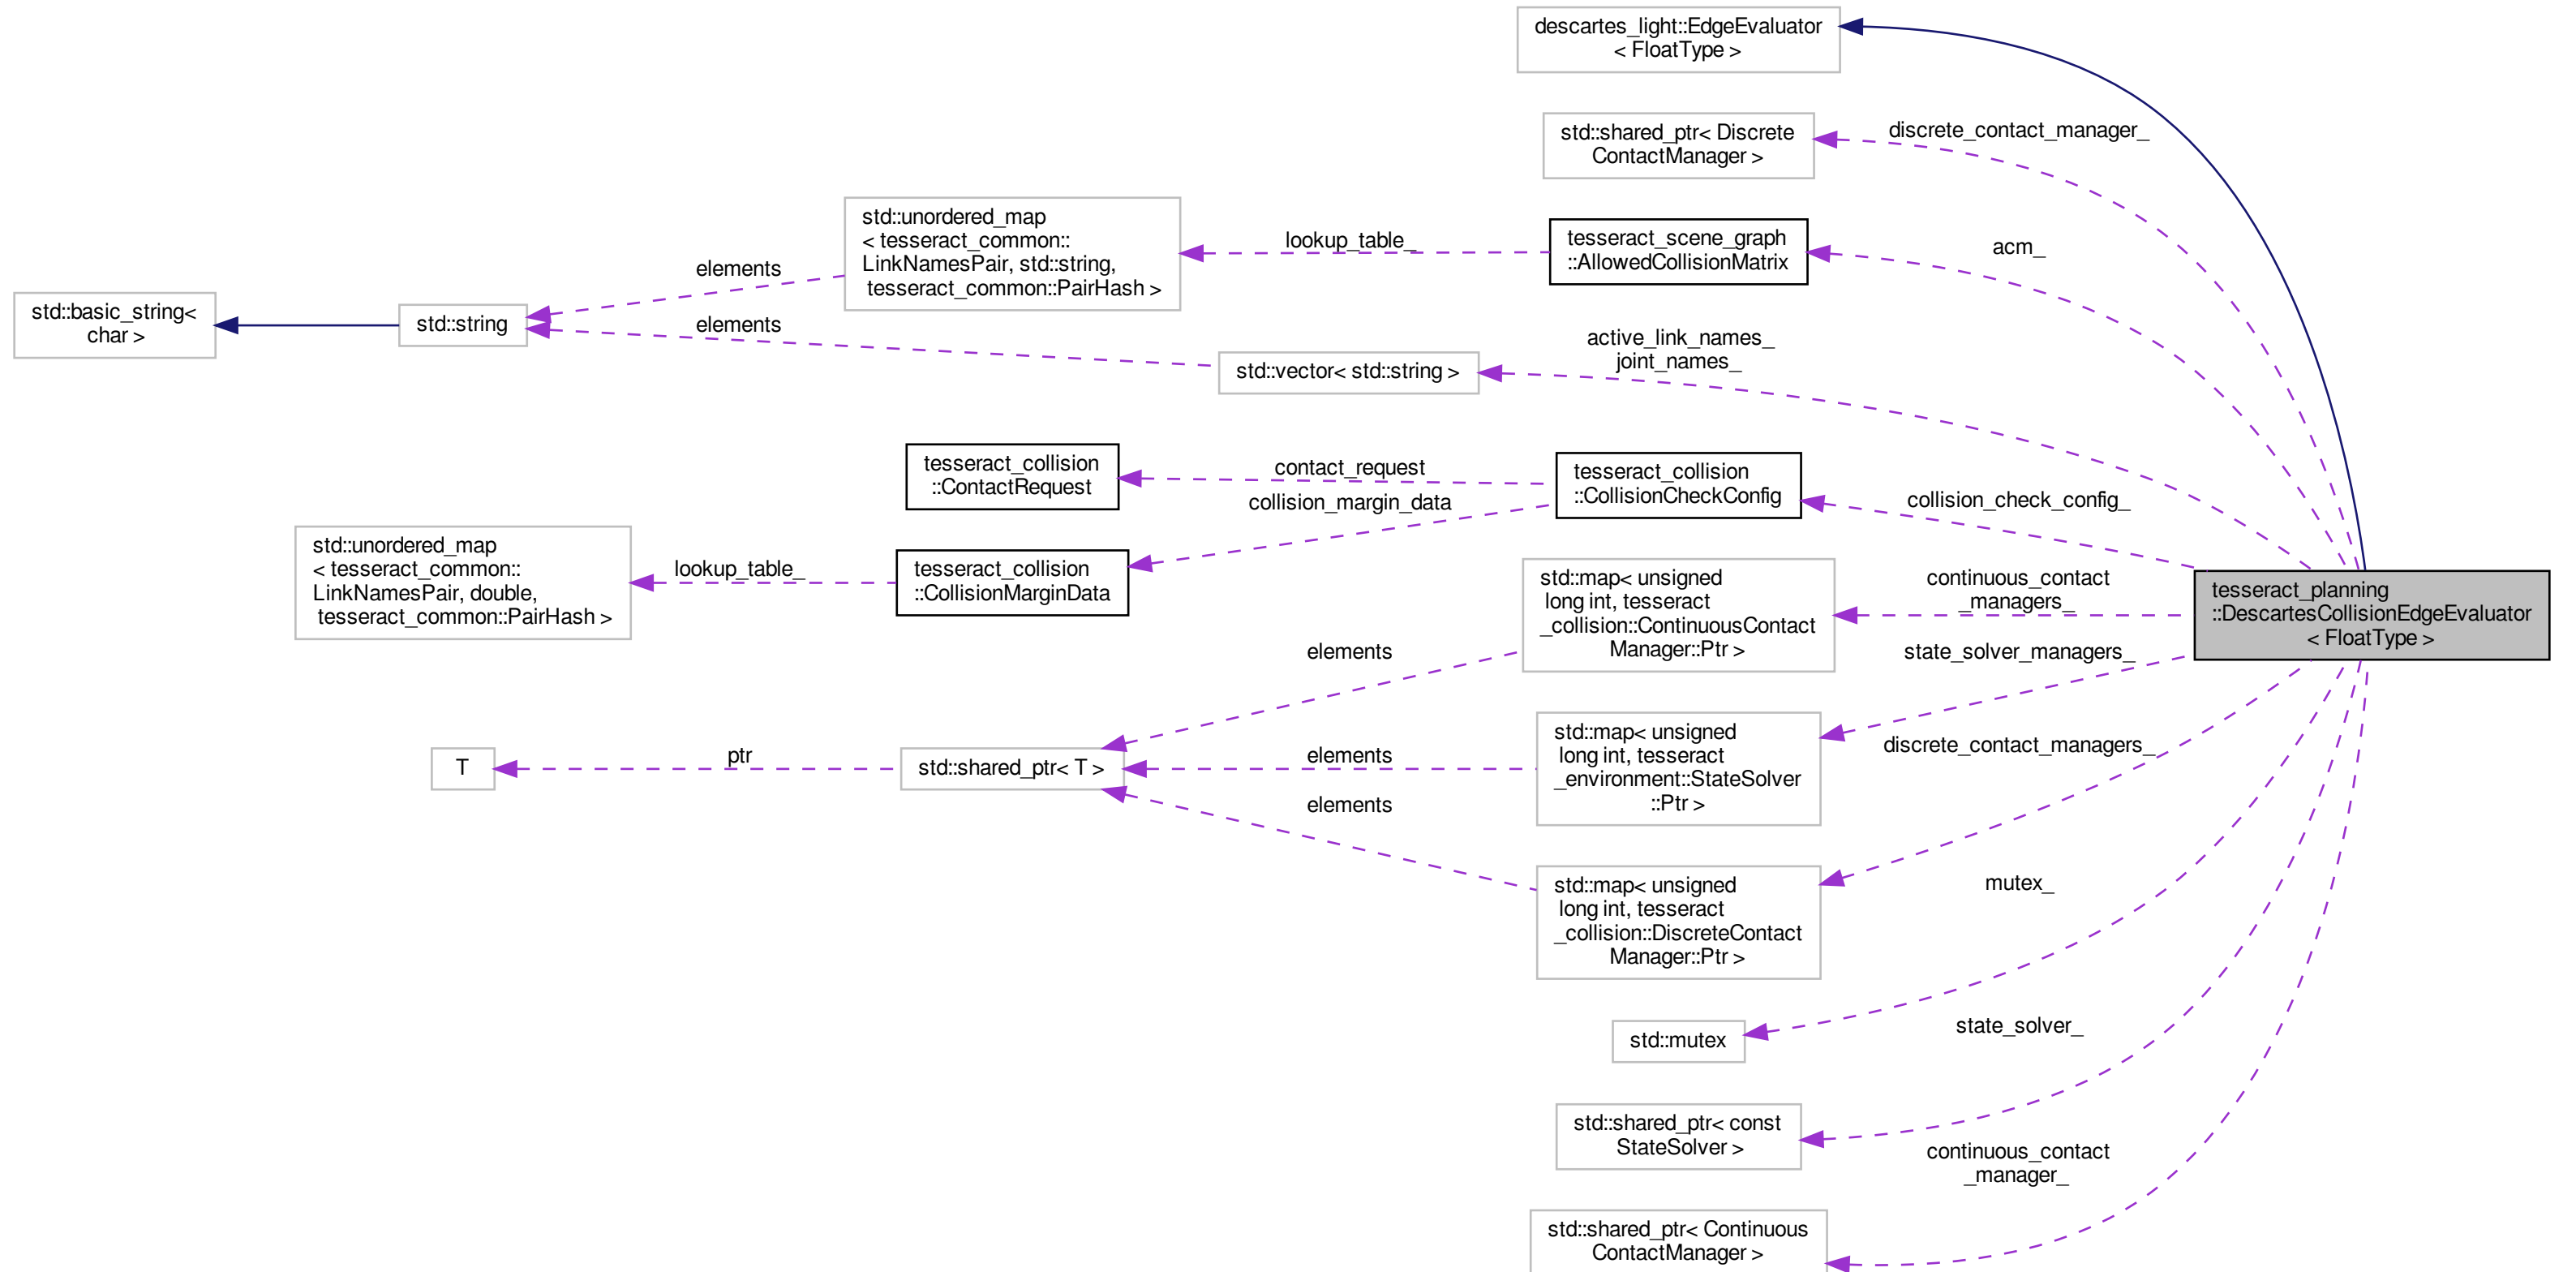 descartes_light::EdgeEvaluator
< FloatType >
std::shared_ptr< Discrete
ContactManager >
discrete_contact_manager_
std::unordered_map
< tesseract_common::
LinkNamesPair, std::string,
tesseract_common::PairHash >
lookup_table_
tesseract_scene_graph
::AllowedCollisionMatrix
acm_
elements
std::basic_string<
char >
std::string
elements
std::vector< std::string >
active_link_names_
joint_names_
tesseract_collision
::ContactRequest
contact_request
collision_margin_data
tesseract_collision
::CollisionCheckConfig
collision_check_config_
std::unordered_map
< tesseract_common::
LinkNamesPair, double,
tesseract_common::PairHash >
lookup_table_
tesseract_collision
::CollisionMarginData
std::map< unsigned
long int, tesseract
_collision::ContinuousContact
Manager::Ptr >
continuous_contact
_managers_
tesseract_planning
::DescartesCollisionEdgeEvaluator
< FloatType >
elements
state_solver_managers_
T
ptr
std::shared_ptr< T >
elements
std::map< unsigned
long int, tesseract
_environment::StateSolver
::Ptr >
discrete_contact_managers_
elements
std::map< unsigned
long int, tesseract
_collision::DiscreteContact
Manager::Ptr >
mutex_
std::mutex
state_solver_
std::shared_ptr< const
StateSolver >
continuous_contact
_manager_
std::shared_ptr< Continuous
ContactManager >